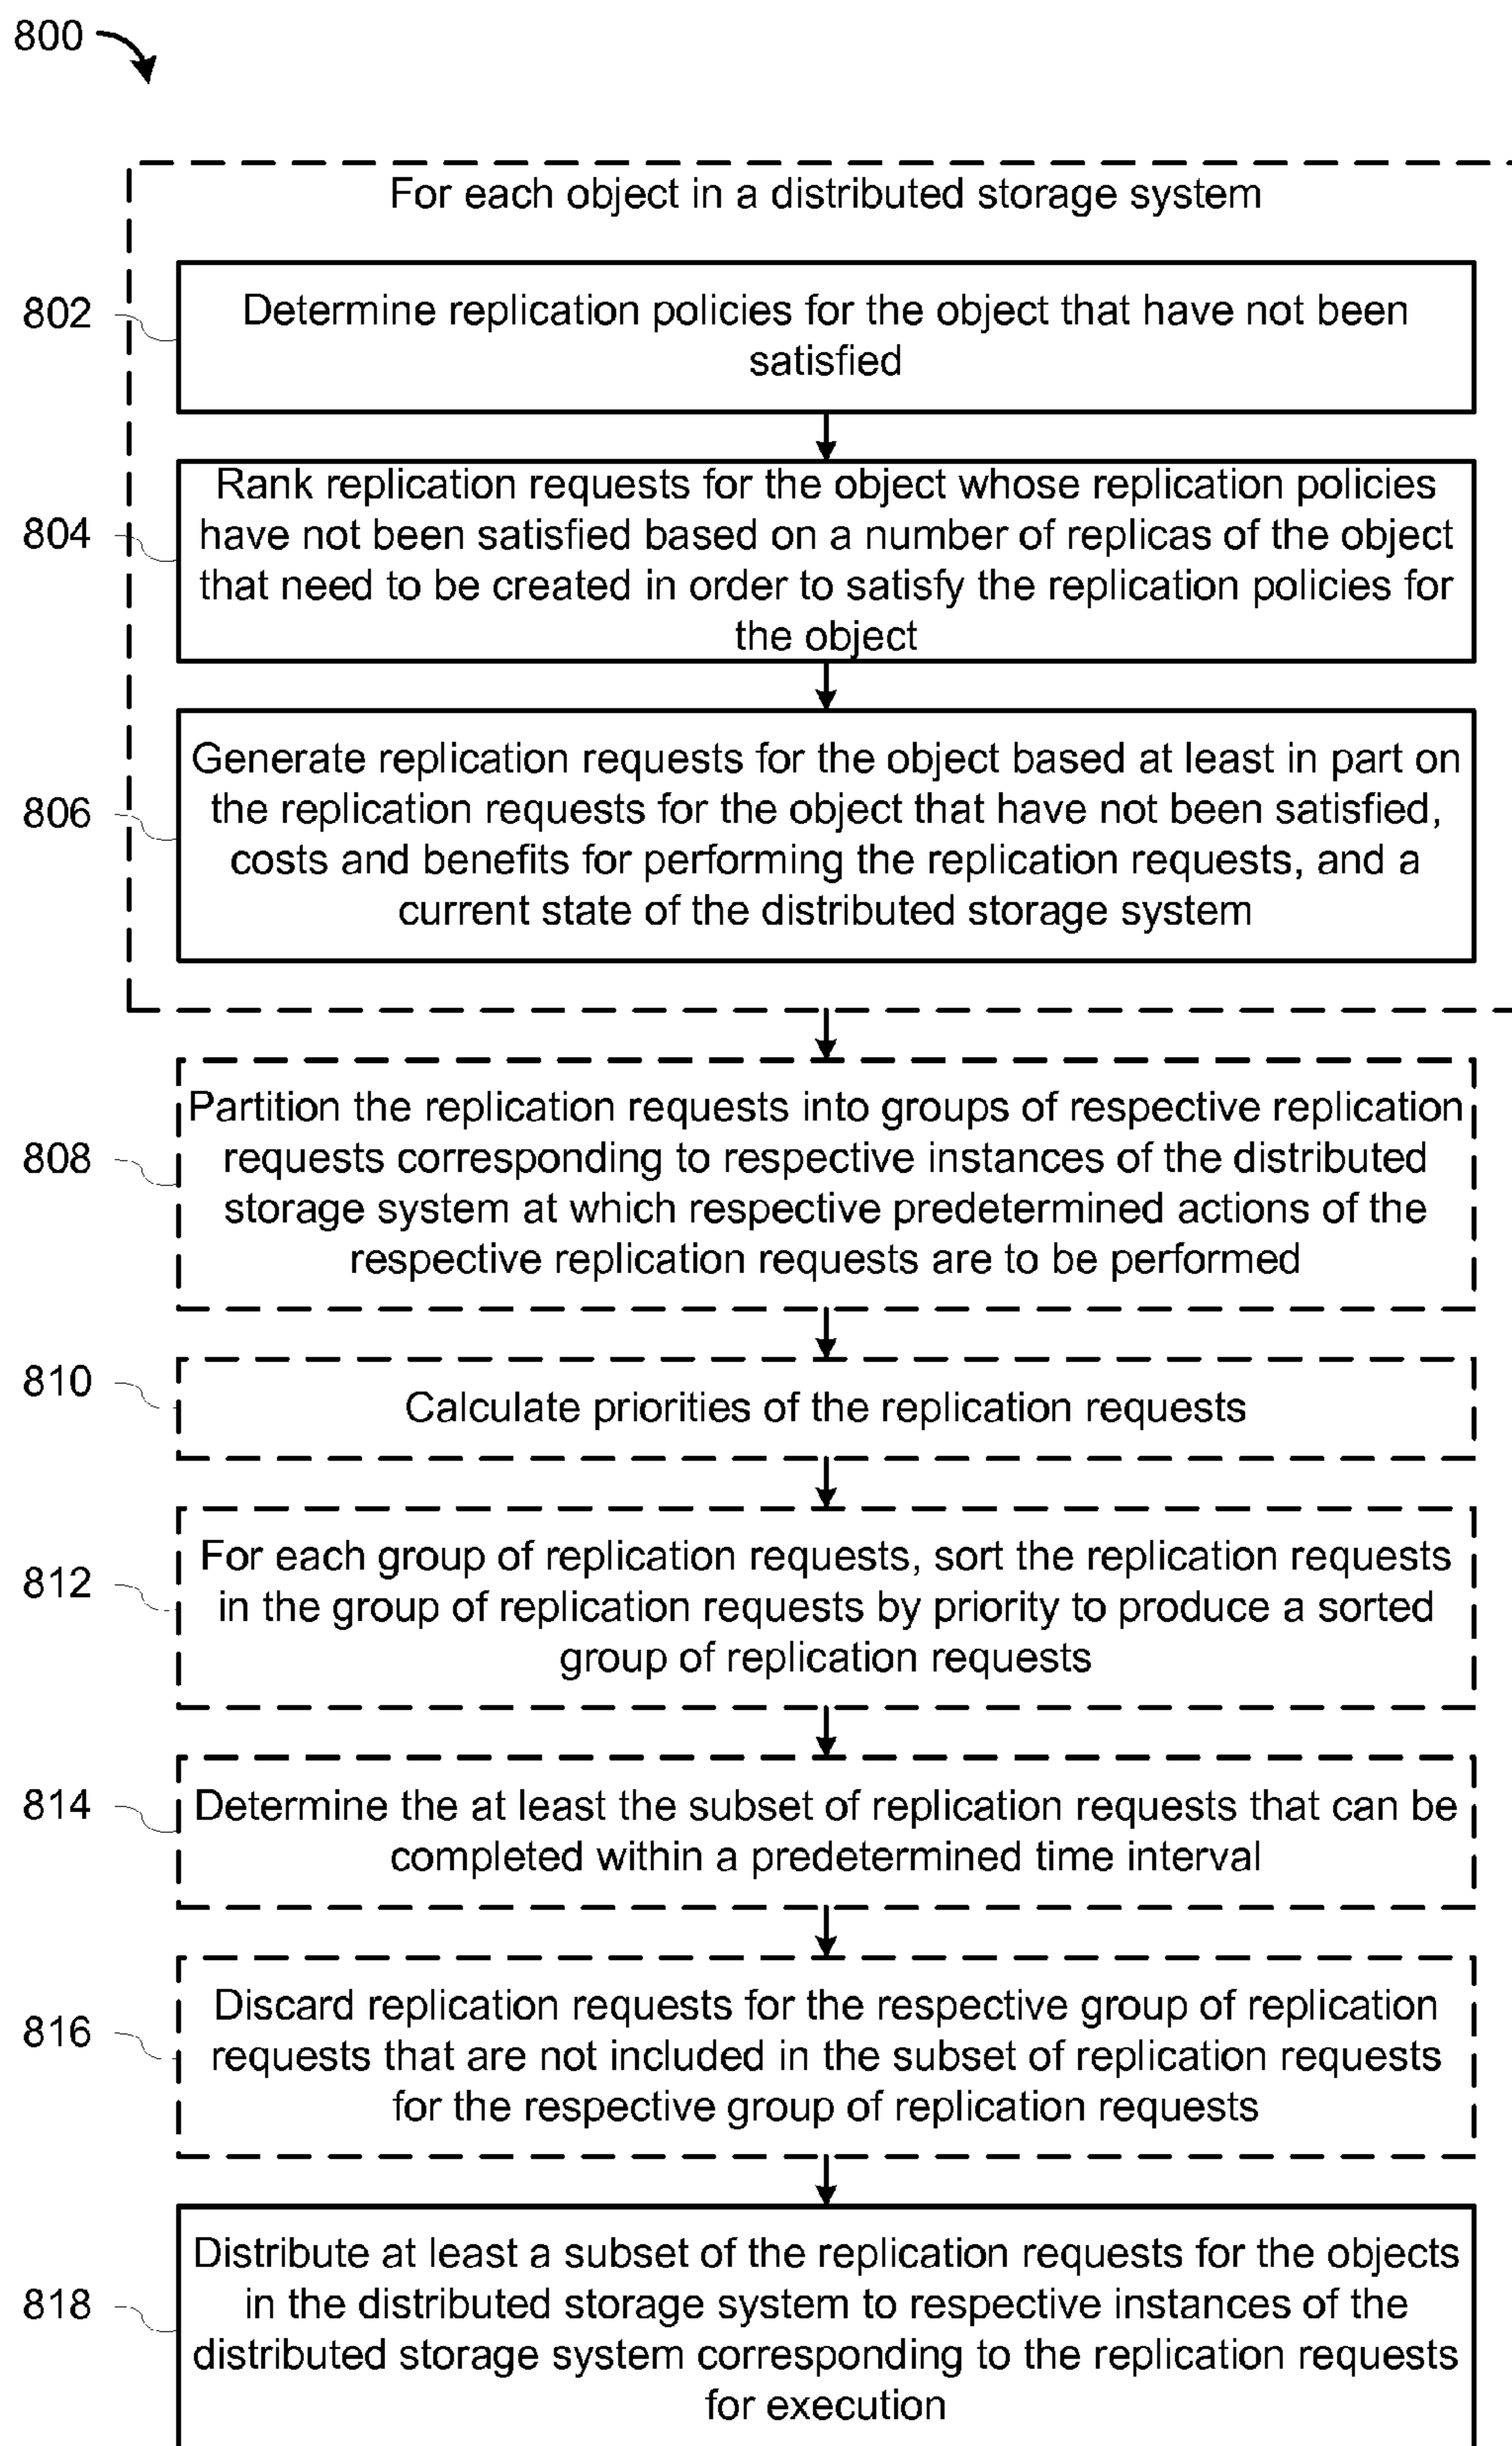 800
For each object in a distributed storage system
802
Determine replication policies for the object that have not been
satisfied
804
Rank replication requests for the object whose replication policies
have not been satisfied based on a number of replicas of the object
that need to be created in order to satisfy the replication policies for
the object
806
Generate replication requests for the object based at least in part on
the replication requests for the object that have not been satisfied,
costs and benefits for performing the replication requests, and a
current state of the distributed storage system
808
Partition the replication requests into groups of respective replication
requests corresponding to respective instances of the distributed
storage system at which respective predetermined actions of the
respective replication requests are to be performed
810
Calculate priorities of the replication requests
812
For each group of replication requests, sort the replication requests
in the group of replication requests by priority to produce a sorted
group of replication requests
814
Determine the at least the subset of replication requests that can be
completed within a predetermined time interval
816
Discard replication requests for the respective group of replication
requests that are not included in the subset of replication requests
for the respective group of replication requests
818
Distribute at least a subset of the replication requests for the objects
in the distributed storage system to respective instances of the
distributed storage system corresponding to the replication requests
for execution